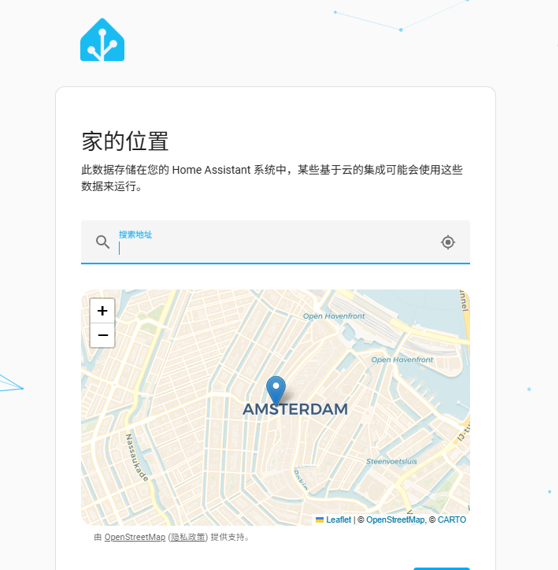 家的位置
此数据存储在您的 Home Assistant 系统中，某些基于云的集成可能会使用这些
数据来运行。
搜索地址
+
−
Open Havenfront
Open Havenfront
AMSTERDAM
Nassaukade
Steenvoetsluis
Leaflet | © OpenStreetMap, © CARTO
由 OpenStreetMap (隐私政策) 提供支持。